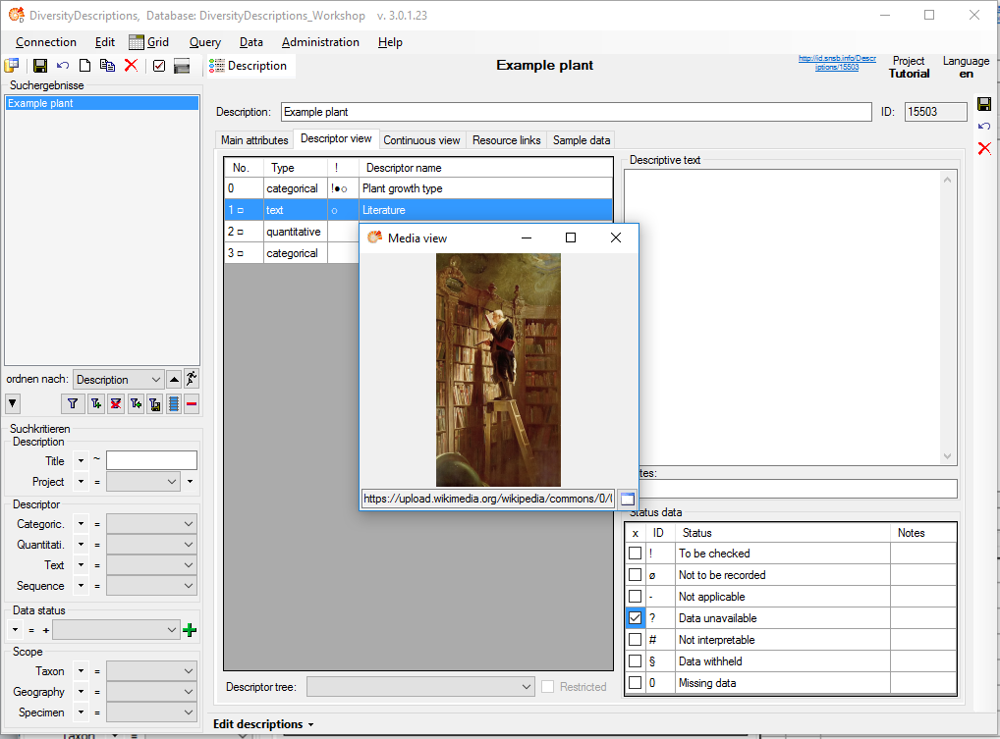 DiversityDescriptions, Database: DiversityDescriptions_Workshop v. 3.0.1.23
Connection Edit Grid Query Data Administration Help
Description
Example plant
http://id.snsb.info/Descr
iptions/15503
Project
Tutorial
Language
en
Suchergebnisse
Example plant
Description: Example plant ID: 15503
Main attributes Descriptor view Continuous view Resource links Sample data
No. Type ! Descriptor name
0 categorical !●○ Plant growth type
1 □ text ○ Literature
2 □ quantitative
3 □ categorical
Media view
https://upload.wikimedia.org/wikipedia/commons/0/
Descriptive text
tes:
Status data
x ID Status Notes
! To be checked
ø Not to be recorded
- Not applicable
? Data unavailable
# Not interpretable
§ Data withheld
0 Missing data
ordnen nach: Description
Suchkritieren
Description
Title ~
Project =
Descriptor
Categoric. =
Quantitati. =
Text =
Sequence =
Data status
= +
Scope
Taxon =
Geography =
Specimen =
Descriptor tree: Restricted
Edit descriptions
Taxon =